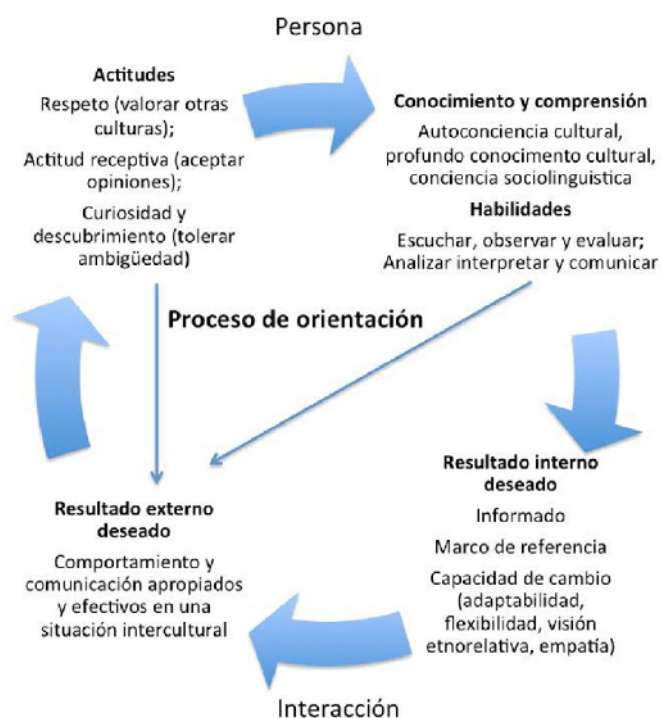 Persona
Actitudes
Respeto (valorar otras
culturas);
Actitud receptiva (aceptar
opiniones);
Curiosidad y
descubrimiento (tolerar
ambigüedad)
Conocimiento y comprensión
Autoconciencia cultural,
profundo conocimento cultural,
conciencia sociolinguistica
Habilidades
Escuchar, observar y evaluar;
Analizar interpretar y comunicar
Proceso de orientación
Resultado interno
deseado
Informado
Marco de referencia
Capacidad de cambio
(adaptabilidad,
flexibilidad, visión
etnorelativa, empatía)
Resultado externo
deseado
Comportamiento y
comunicación apropiados
y efectivos en una
situación intercultural
Interacción